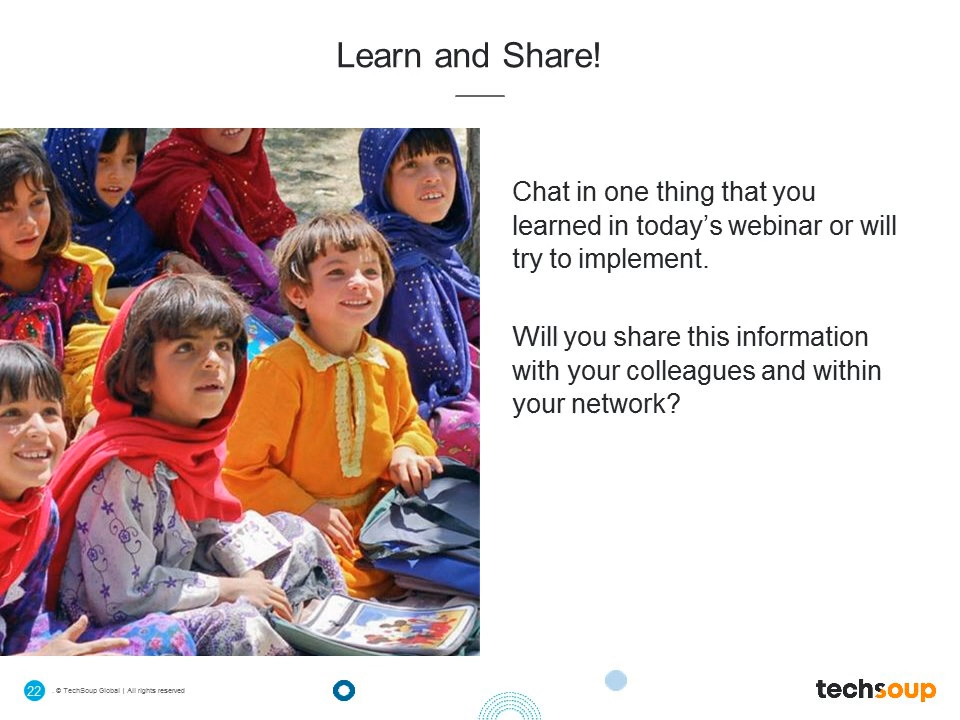 Learn and Share!
Chat in one thing that you
learned in today’s webinar or will
try to implement.
Will you share this information
with your colleagues and within
your network?
22
. © TechSoup Global | All rights reserved
techsoup